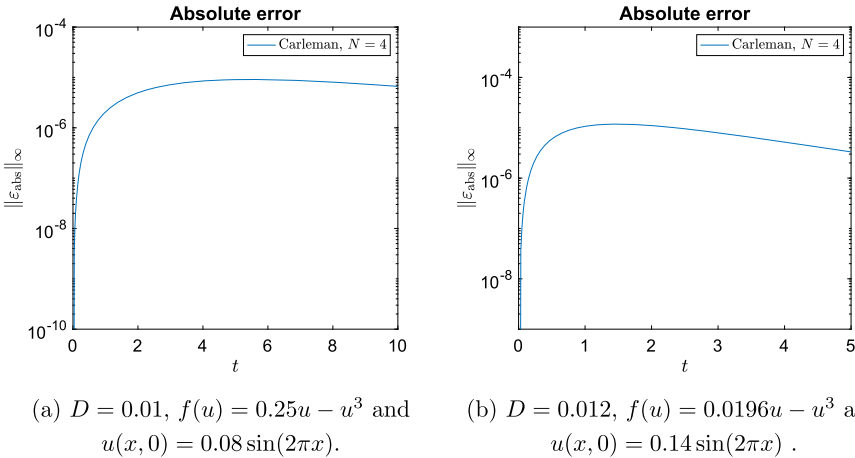 Absolute error
10^-4
10^-6
10^-8
10^-10
‖ε_abs‖_∞
Carleman, N = 4
0 2 4 6 8 10
t
(a) D = 0.01, f(u) = 0.25u − u^3 and
u(x, 0) = 0.08 sin(2πx).
Absolute error
10^-4
10^-6
10^-8
‖ε_abs‖_∞
Carleman, N = 4
0 1 2 3 4 5
t
(b) D = 0.012, f(u) = 0.0196u − u^3 a
u(x, 0) = 0.14 sin(2πx) .